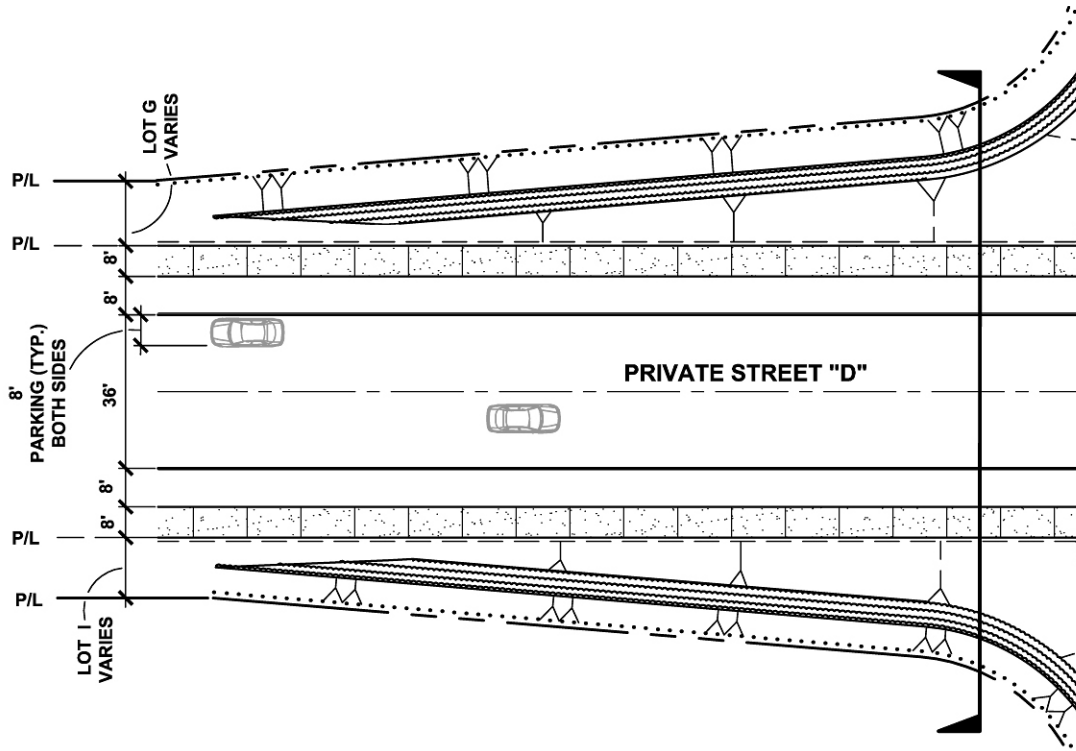 LOT G
VARIES
P/L
P/L
8'
8'
8'
PARKING (TYP.)
BOTH SIDES
36'
PRIVATE STREET "D"
8'
8'
P/L
P/L
LOT I
VARIES